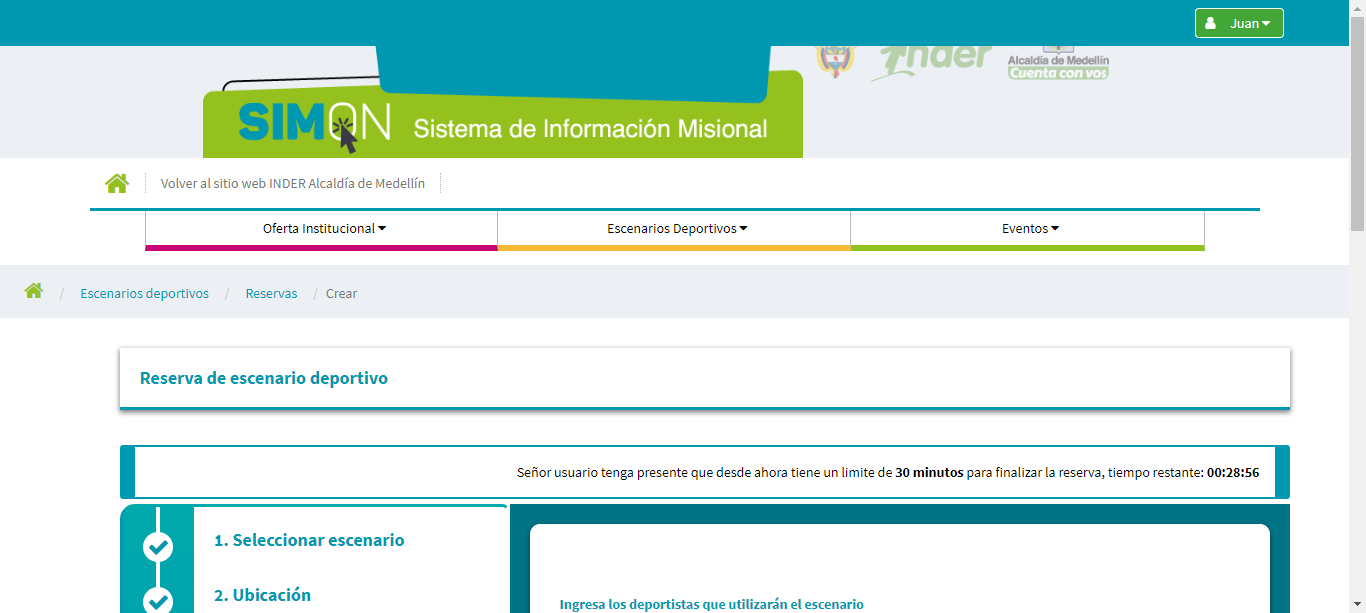 Juan
Inder
Alcaldía de Medellín
Cuenta con vos
SIMON Sistema de Información Misional
Volver al sitio web INDER Alcaldía de Medellín
Oferta Institucional
Escenarios Deportivos
Eventos
/ Escenarios deportivos / Reservas / Crear
Reserva de escenario deportivo
Señor usuario tenga presente que desde ahora tiene un limite de 30 minutos para finalizar la reserva, tiempo restante: 00:28:56
1. Seleccionar escenario
2. Ubicación
Ingresa los deportistas que utilizarán el escenario